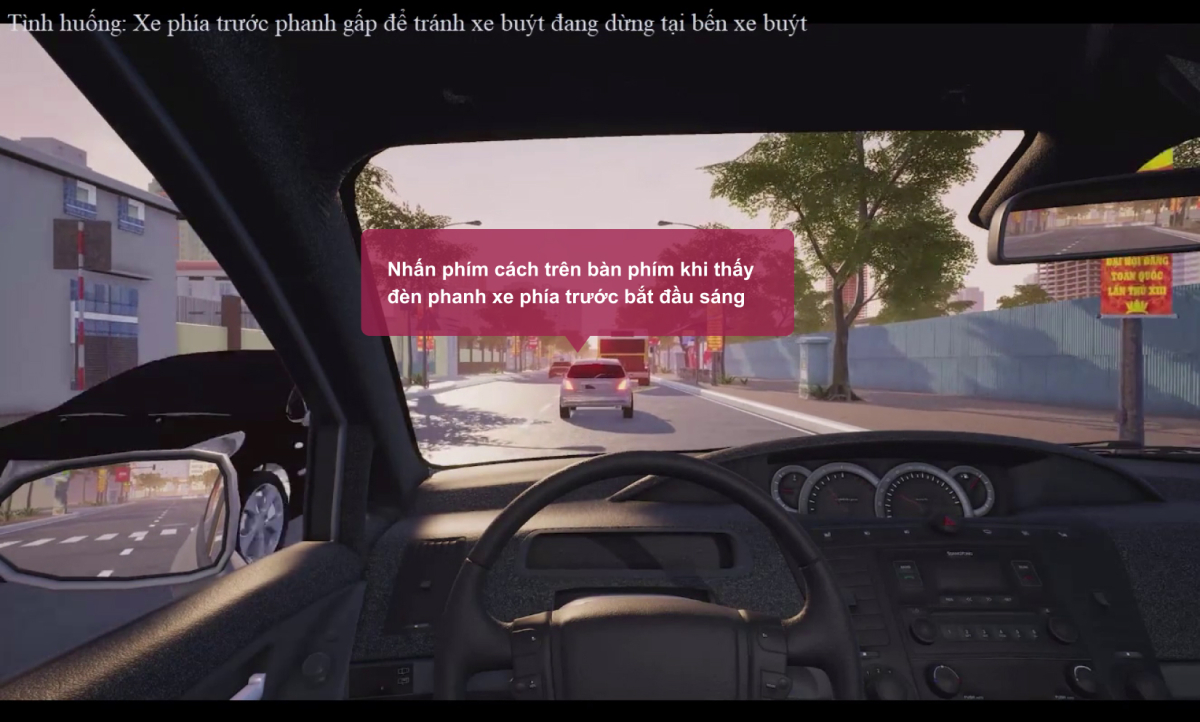 Tình huống: Xe phía trước phanh gấp để tránh xe buýt đang dừng tại bến xe buýt
Nhấn phím cách trên bàn phím khi thấy
đèn phanh xe phía trước bắt đầu sáng
ĐẠI HỘI ĐẢNG
TOÀN QUỐC
LẦN THỨ XIII